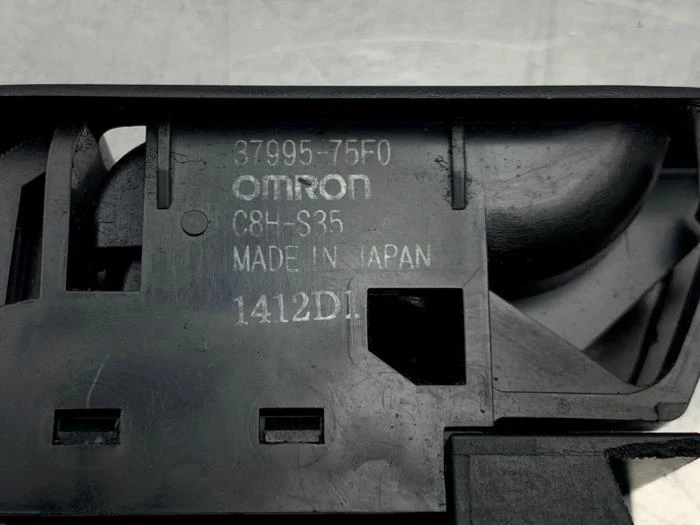 37995-75F0
OMRON
C8H-S35
MADE IN JAPAN
1412D1